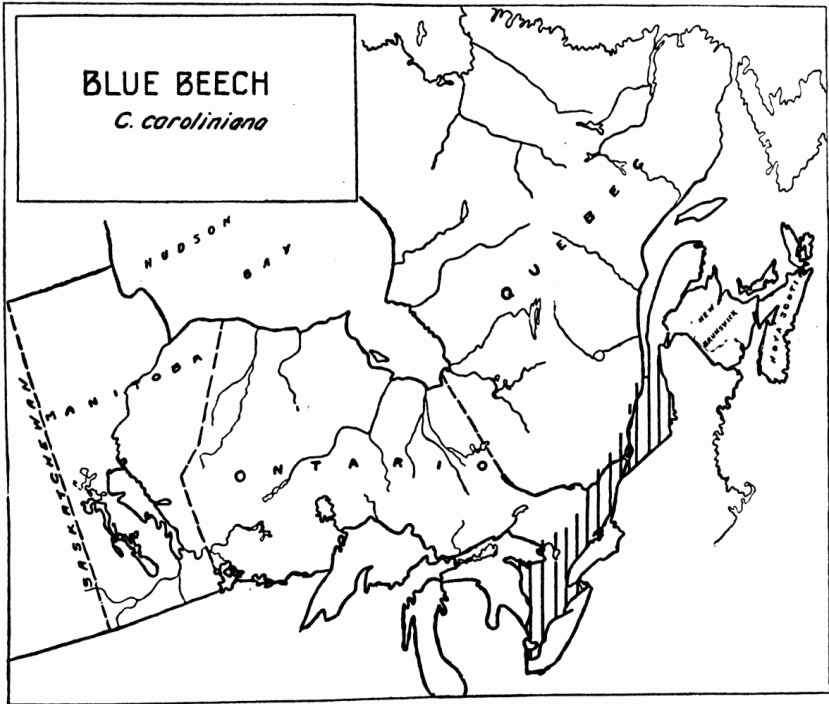 BLUE BEECH
C. caroliniana
HUDSON
BAY
QUEBEC
NEW
BRUNSWICK
NOVA SCOTIA
MANITOBA
SASKATCHEWAN
ONTARIO